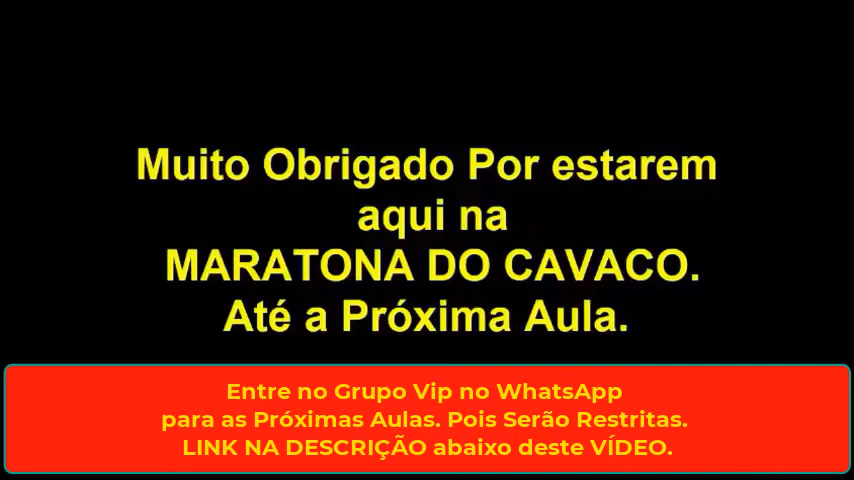 Muito Obrigado Por estarem
aqui na
MARATONA DO CAVACO.
Até a Próxima Aula.
Entre no Grupo Vip no WhatsApp
para as Próximas Aulas. Pois Serão Restritas.
LINK NA DESCRIÇÃO abaixo deste VÍDEO.